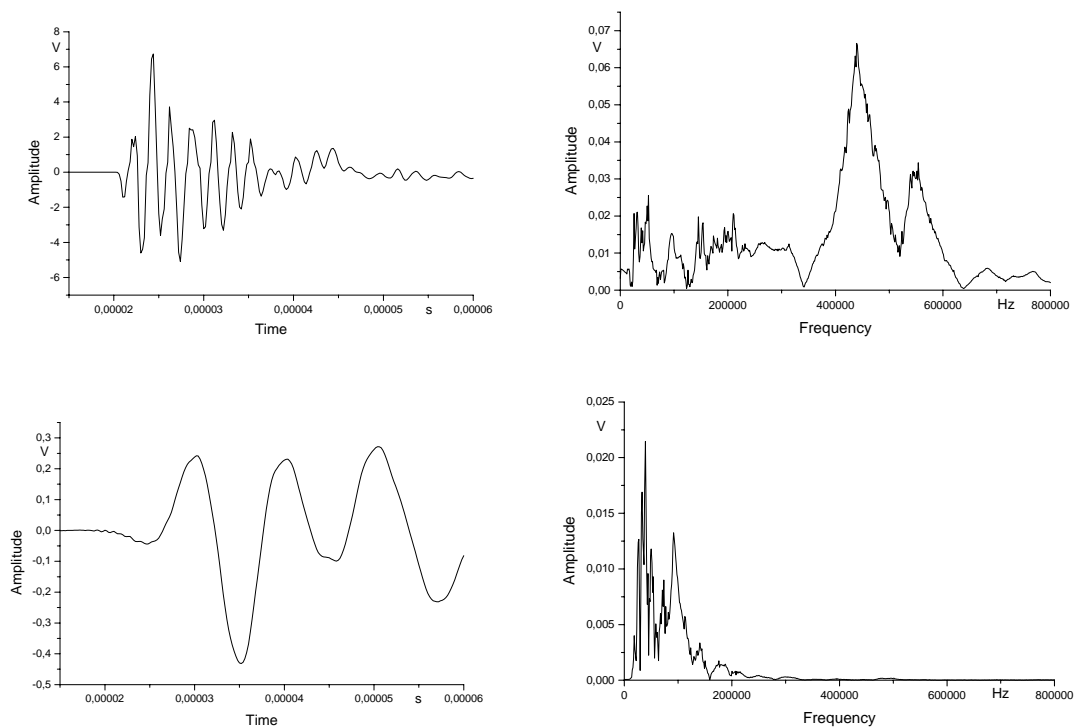 8
V
6
4
2
0
-2
-4
-6
Amplitude
0,00002 0,00003 0,00004 0,00005 s 0,00006
Time
0,07
V
0,06
0,05
0,04
0,03
0,02
0,01
0,00
Amplitude
0 200000 400000 600000 Hz 800000
Frequency
0,3
V
0,2
0,1
0,0
-0,1
-0,2
-0,3
-0,4
-0,5
Amplitude
0,00002 0,00003 0,00004 0,00005 s 0,00006
Time
0,025
V
0,020
0,015
0,010
0,005
0,000
Amplitude
0 200000 400000 600000 Hz 800000
Frequency